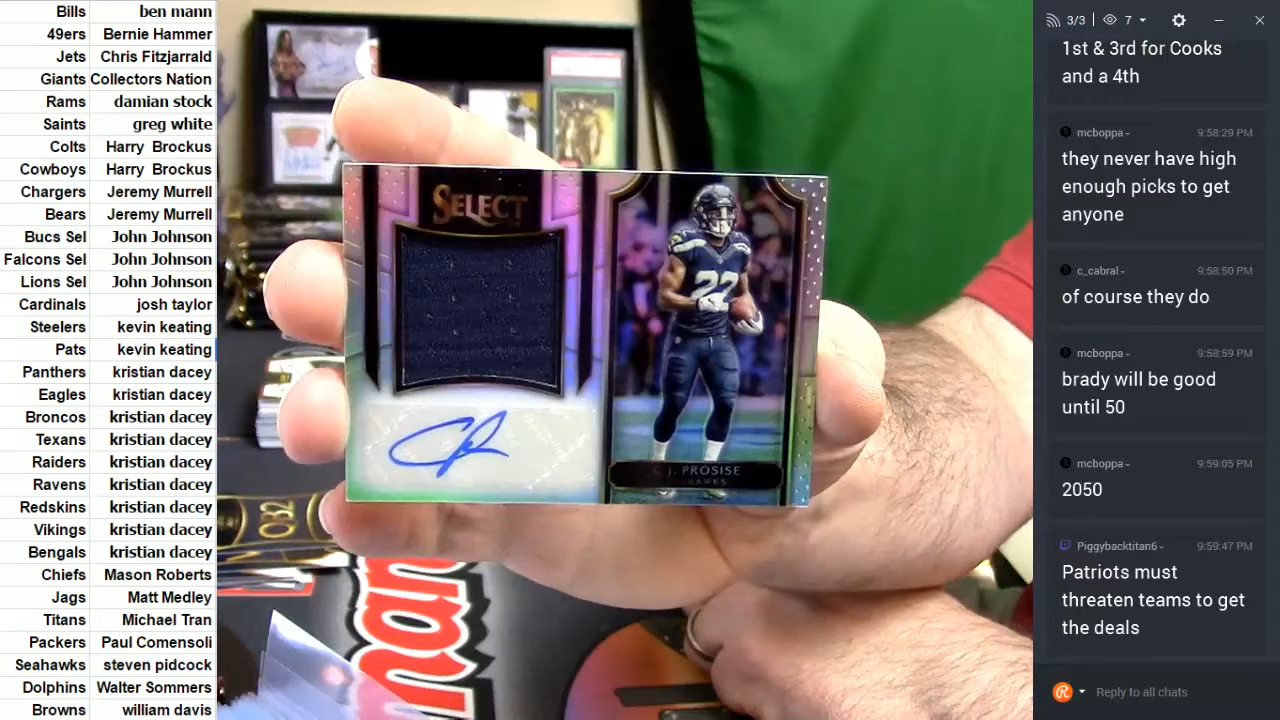 Bills ben mann
49ers Bernie Hammer
Jets Chris Fitzjarrald
Giants Collectors Nation
Rams damian stock
Saints greg white
Colts Harry Brockus
Cowboys Harry Brockus
Chargers Jeremy Murrell
Bears Jeremy Murrell
Bucs Sel John Johnson
Falcons Sel John Johnson
Lions Sel John Johnson
Cardinals josh taylor
Steelers kevin keating
Pats kevin keating
Panthers kristian dacey
Eagles kristian dacey
Broncos kristian dacey
Texans kristian dacey
Raiders kristian dacey
Ravens kristian dacey
Redskins kristian dacey
Vikings kristian dacey
Bengals kristian dacey
Chiefs Mason Roberts
Jags Matt Medley
Titans Michael Tran
Packers Paul Comensoli
Seahawks steven pidcock
Dolphins Walter Sommers
Browns william davis
SELECT
22
C.J. PROSISE
032
3/3 7
1st & 3rd for Cooks
and a 4th
mcboppa 9:58:29 PM
they never have high
enough picks to get
anyone
c_cabral 9:58:50 PM
of course they do
mcboppa 9:58:59 PM
brady will be good
until 50
mcboppa 9:59:05 PM
2050
Piggybacktitan6 9:59:47 PM
Patriots must
threaten teams to get
the deals
Reply to all chats